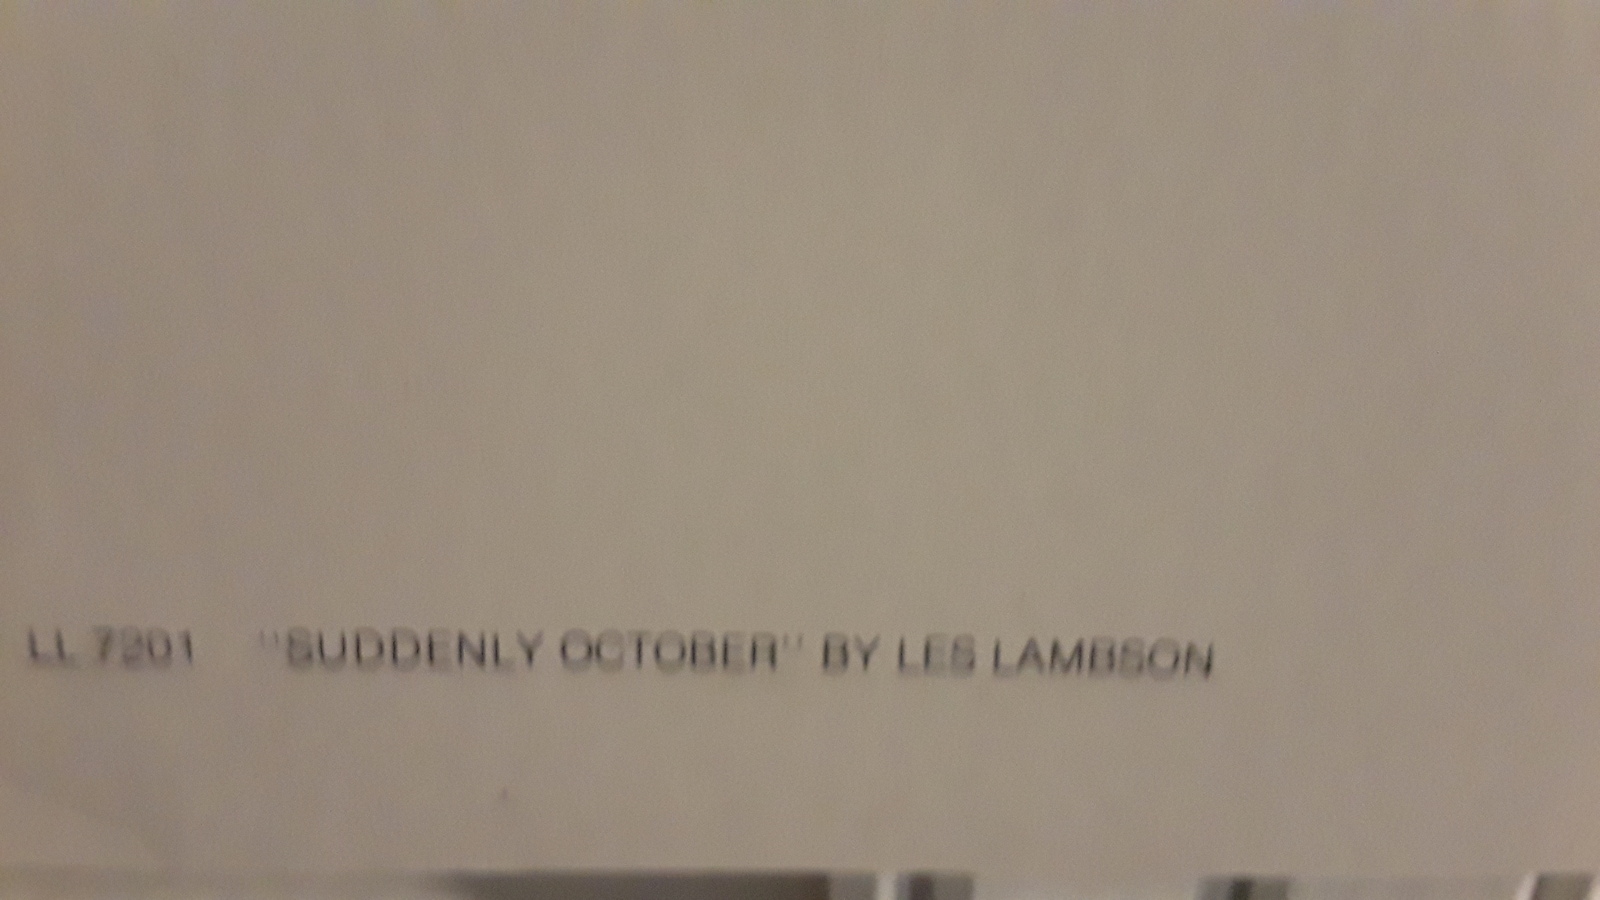 LL 7201 "SUDDENLY OCTOBER" BY LES LAMBSON